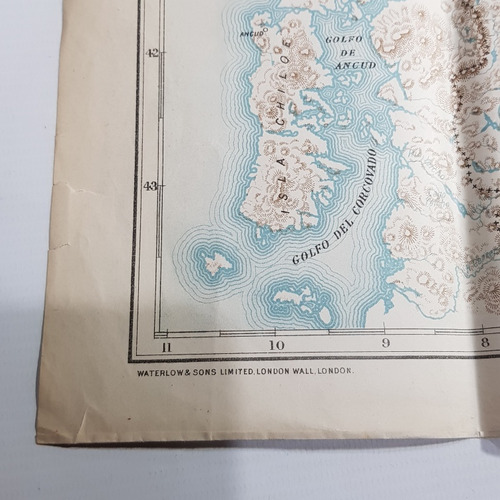 ANCUD
GOLFO
DE
ANCUD
42
ISLA CHILOE
43
GOLFO DEL CORCOVADO
11
10
9
8
WATERLOW & SONS LIMITED, LONDON WALL, LONDON.